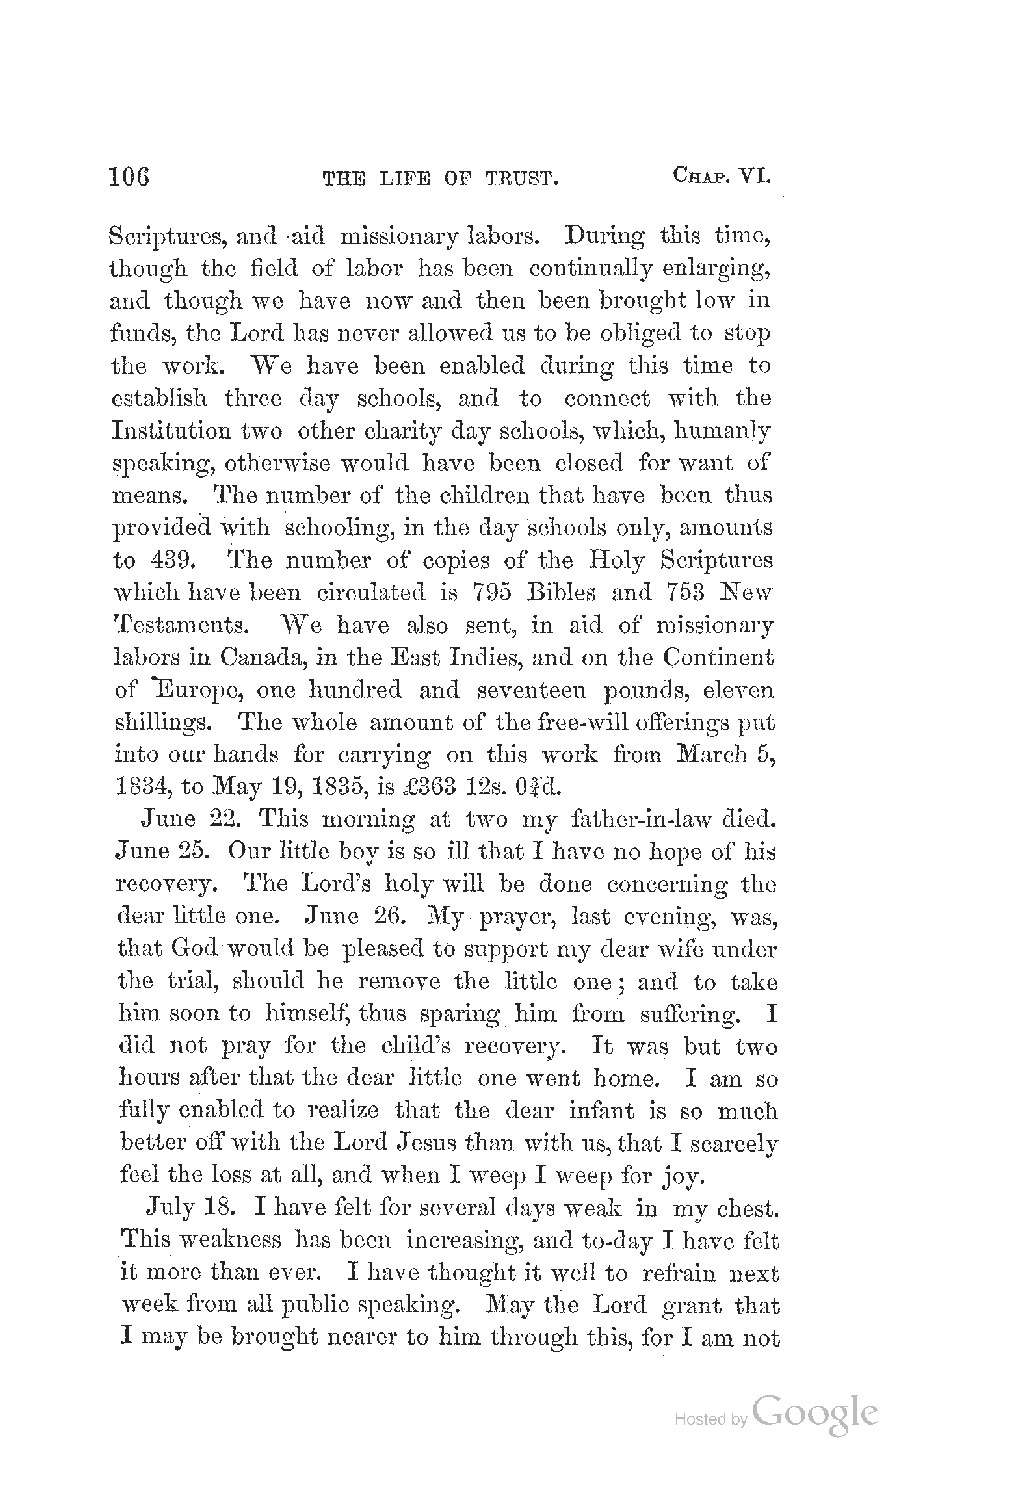 106 THE LIFE OF TRUST. CHAP. VI.
Scriptures, and aid missionary labors. During this time,
though the field of labor has been continually enlarging,
and though we have now and then been brought low in
funds, the Lord has never allowed us to be obliged to stop
the work. We have been enabled during this time to
establish three day schools, and to connect with the
Institution two other charity day schools, which, humanly
speaking, otherwise would have been closed for want of
means. The number of the children that have been thus
provided with schooling, in the day schools only, amounts
to 439. The number of copies of the Holy Scriptures
which have been circulated is 795 Bibles and 753 New
Testaments. We have also sent, in aid of missionary
labors in Canada, in the East Indies, and on the Continent
of Europe, one hundred and seventeen pounds, eleven
shillings. The whole amount of the free-will offerings put
into our hands for carrying on this work from March 5,
1834, to May 19, 1835, is £363 12s. 0¾d.
June 22. This morning at two my father-in-law died.
June 25. Our little boy is so ill that I have no hope of his
recovery. The Lord's holy will be done concerning the
dear little one. June 26. My prayer, last evening, was,
that God would be pleased to support my dear wife under
the trial, should he remove the little one; and to take
him soon to himself, thus sparing him from suffering. I
did not pray for the child's recovery. It was but two
hours after that the dear little one went home. I am so
fully enabled to realize that the dear infant is so much
better off with the Lord Jesus than with us, that I scarcely
feel the loss at all, and when I weep I weep for joy.
July 18. I have felt for several days weak in my chest.
This weakness has been increasing, and to-day I have felt
it more than ever. I have thought it well to refrain next
week from all public speaking. May the Lord grant that
I may be brought nearer to him through this, for I am not
Hosted by Google